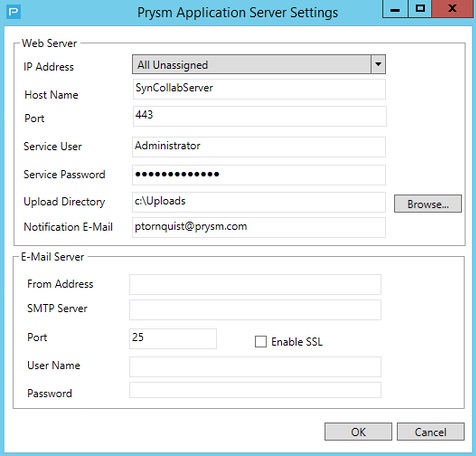 Prysm Application Server Settings
Web Server
IP Address All Unassigned
Host Name SynCollabServer
Port 443
Service User Administrator
Service Password ●●●●●●●●●●●●●
Upload Directory c:\Uploads Browse...
Notification E-Mail ptornquist@prysm.com
E-Mail Server
From Address
SMTP Server
Port 25 Enable SSL
User Name
Password
OK Cancel